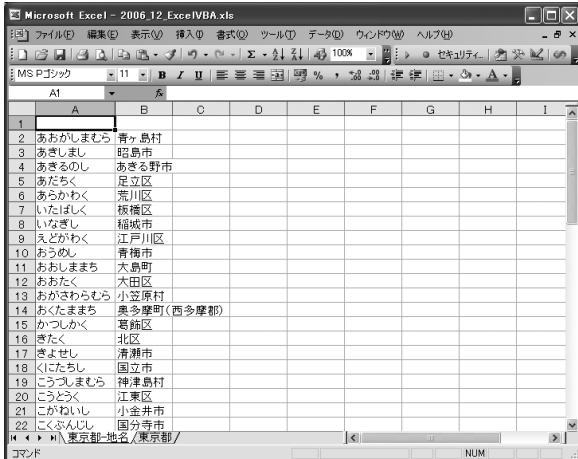 Microsoft Excel - 2006_12_ExcelVBA.xls
ファイル(F) 編集(E) 表示(V) 挿入(I) 書式(O) ツール(T) データ(D) ウィンドウ(W) ヘルプ(H)
100% セキュリティ...
MS Pゴシック 11 B I U
A1 fx
A B C D E F G H I
1
2 あおがしまむら 青ヶ島村
3 あきしまし 昭島市
4 あきるのし あきる野市
5 あだちく 足立区
6 あらかわく 荒川区
7 いたばしく 板橋区
8 いなぎし 稲城市
9 えどがわく 江戸川区
10 おうめし 青梅市
11 おおしままち 大島町
12 おおたく 大田区
13 おがさわらむら 小笠原村
14 おくたままち 奥多摩町(西多摩郡)
15 かつしかく 葛飾区
16 きたく 北区
17 きよせし 清瀬市
18 くにたちし 国立市
19 こうづしまむら 神津島村
20 こうとうく 江東区
21 こがねいし 小金井市
22 こくぶんじし 国分寺市
東京都-地名 東京都
コマンド NUM